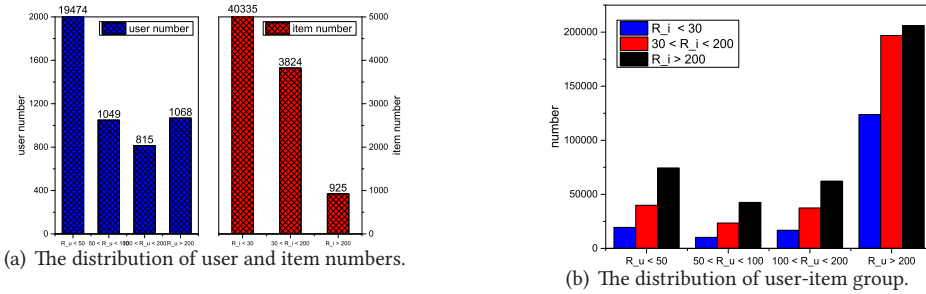 2000
1600
1200
800
400
0
user number
19474
1049
815
1068
user number
R_u < 50
50 < R_u < 100
100 < R_u < 200
R_u > 200
40335
3824
925
item number
R_i < 30
30 < R_i < 200
R_i > 200
5000
4000
3000
2000
1000
0
item number
(a) The distribution of user and item numbers.
200000
150000
100000
50000
0
number
R_i < 30
30 < R_i < 200
R_i > 200
R_u < 50
50 < R_u < 100
100 < R_u < 200
R_u > 200
(b) The distribution of user-item group.